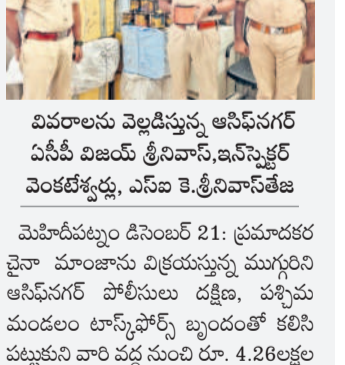 వివరాలను వెల్లడిస్తున్న ఆసిఫ్‌నగర్
ఏసీపీ విజయ్ శ్రీనివాస్,ఇన్‌స్పెక్టర్
వెంకటేశ్వర్లు, ఎస్ఐ కె.శ్రీనివాస్‌తేజ
మెహిదీపట్నం డిసెంబర్ 21: ప్రమాదకర
చైనా మాంజాను విక్రయిస్తున్న ముగ్గురిని
ఆసిఫ్‌నగర్ పోలీసులు దక్షిణ, పశ్చిమ
మండలం టాస్క్‌ఫోర్స్ బృందంతో కలిసి
పట్టుకుని వారి వద్ద నుంచి రూ. 4.26లక్షల